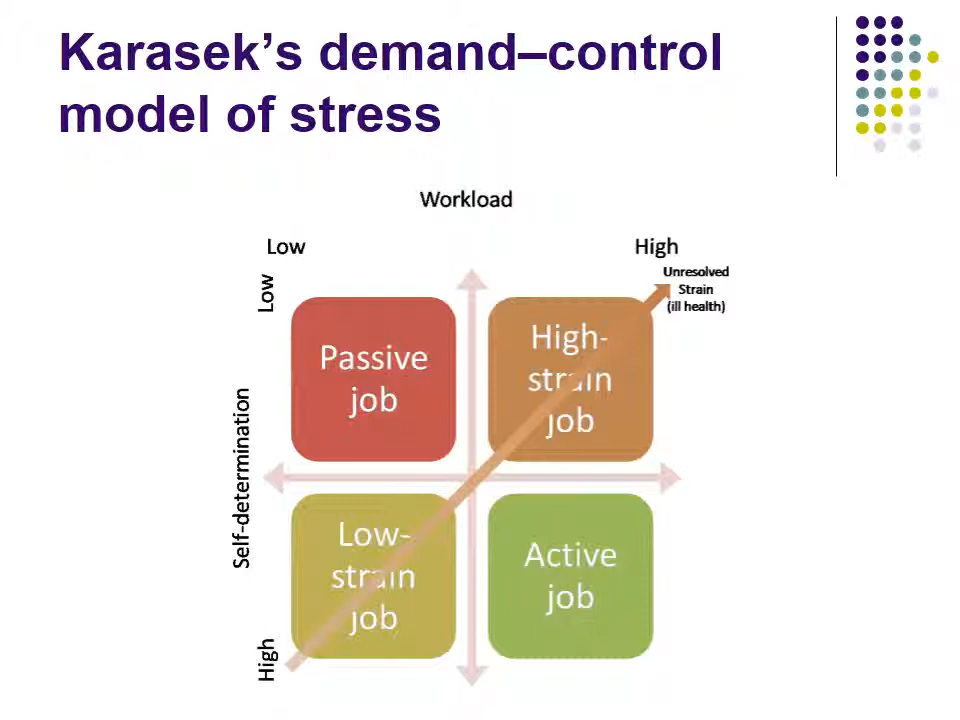 Karasek’s demand–control
model of stress
Workload
Low
High
Low
Unresolved
Strain
(ill health)
Passive
job
High-
strain
job
Self-determination
Low-
strain
job
Active
job
High